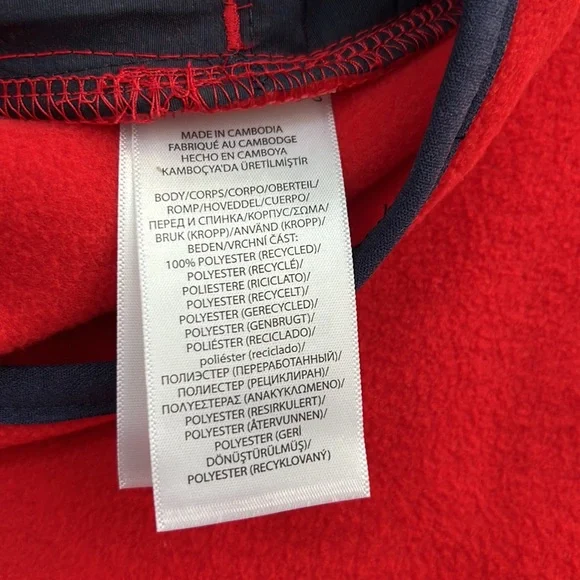 MADE IN CAMBODIA
FABRIQUÉ AU CAMBODGE
HECHO EN CAMBOYA
KAMBOÇYA'DA ÜRETİLMİŞTİR
BODY/CORPS/CORPO/OBERTEIL/
ROMP/HOVEDDEL/CUERPO/
ПЕРЕД И СПИНКА/КОРПУС/ΣΩΜΑ/
BRUK (KROPP)/ANVÄND (KROPP)/
BEDEN/VRCHNÍ ČÁST:
100% POLYESTER (RECYCLED)/
POLYESTER (RECYCLÉ)/
POLIESTERE (RICICLATO)/
POLYESTER (RECYCELT)/
POLYESTER (GERECYCLED)/
POLYESTER (GENBRUGT)/
POLIÉSTER (RECICLADO)/
poliéster (reciclado)/
ПОЛИЭСТЕР (ПЕРЕРАБОТАННЫЙ)/
ПОЛИЕСТЕР (РЕЦИКЛИРАН)/
ΠΟΛΥΕΣΤΕΡΑΣ (ΑΝΑΚΥΚΛΩΜΕΝΟ)/
POLYESTER (RESIRKULERT)/
POLYESTER (ÅTERVUNNEN)/
POLYESTER (GERİ
DÖNÜŞTÜRÜLMÜŞ)/
POLYESTER (RECYKLOVANÝ)